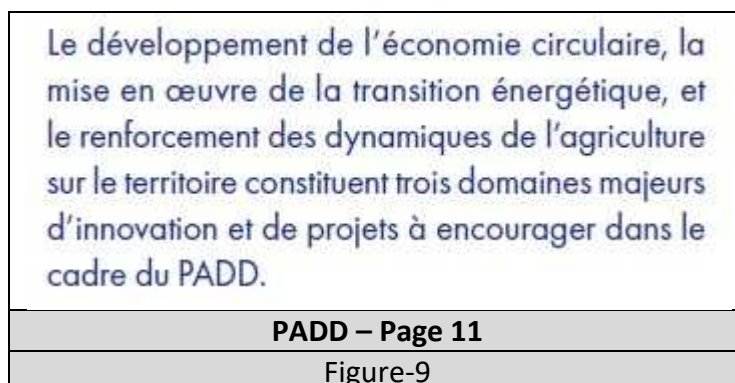 Le développement de l'économie circulaire, la
mise en œuvre de la transition énergétique, et
le renforcement des dynamiques de l'agriculture
sur le territoire constituent trois domaines majeurs
d'innovation et de projets à encourager dans le
cadre du PADD.
PADD – Page 11
Figure-9